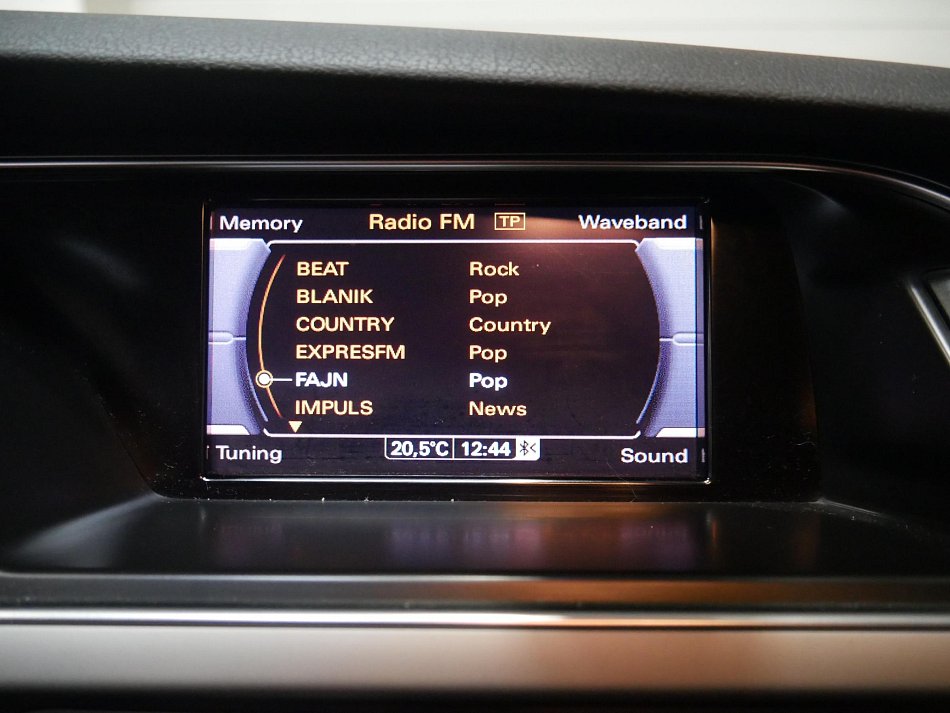 Memory Radio FM TP Waveband
BEAT Rock
BLANIK Pop
COUNTRY Country
EXPRESFM Pop
FAJN Pop
IMPULS News
Tuning 20,5°C 12:44 Sound